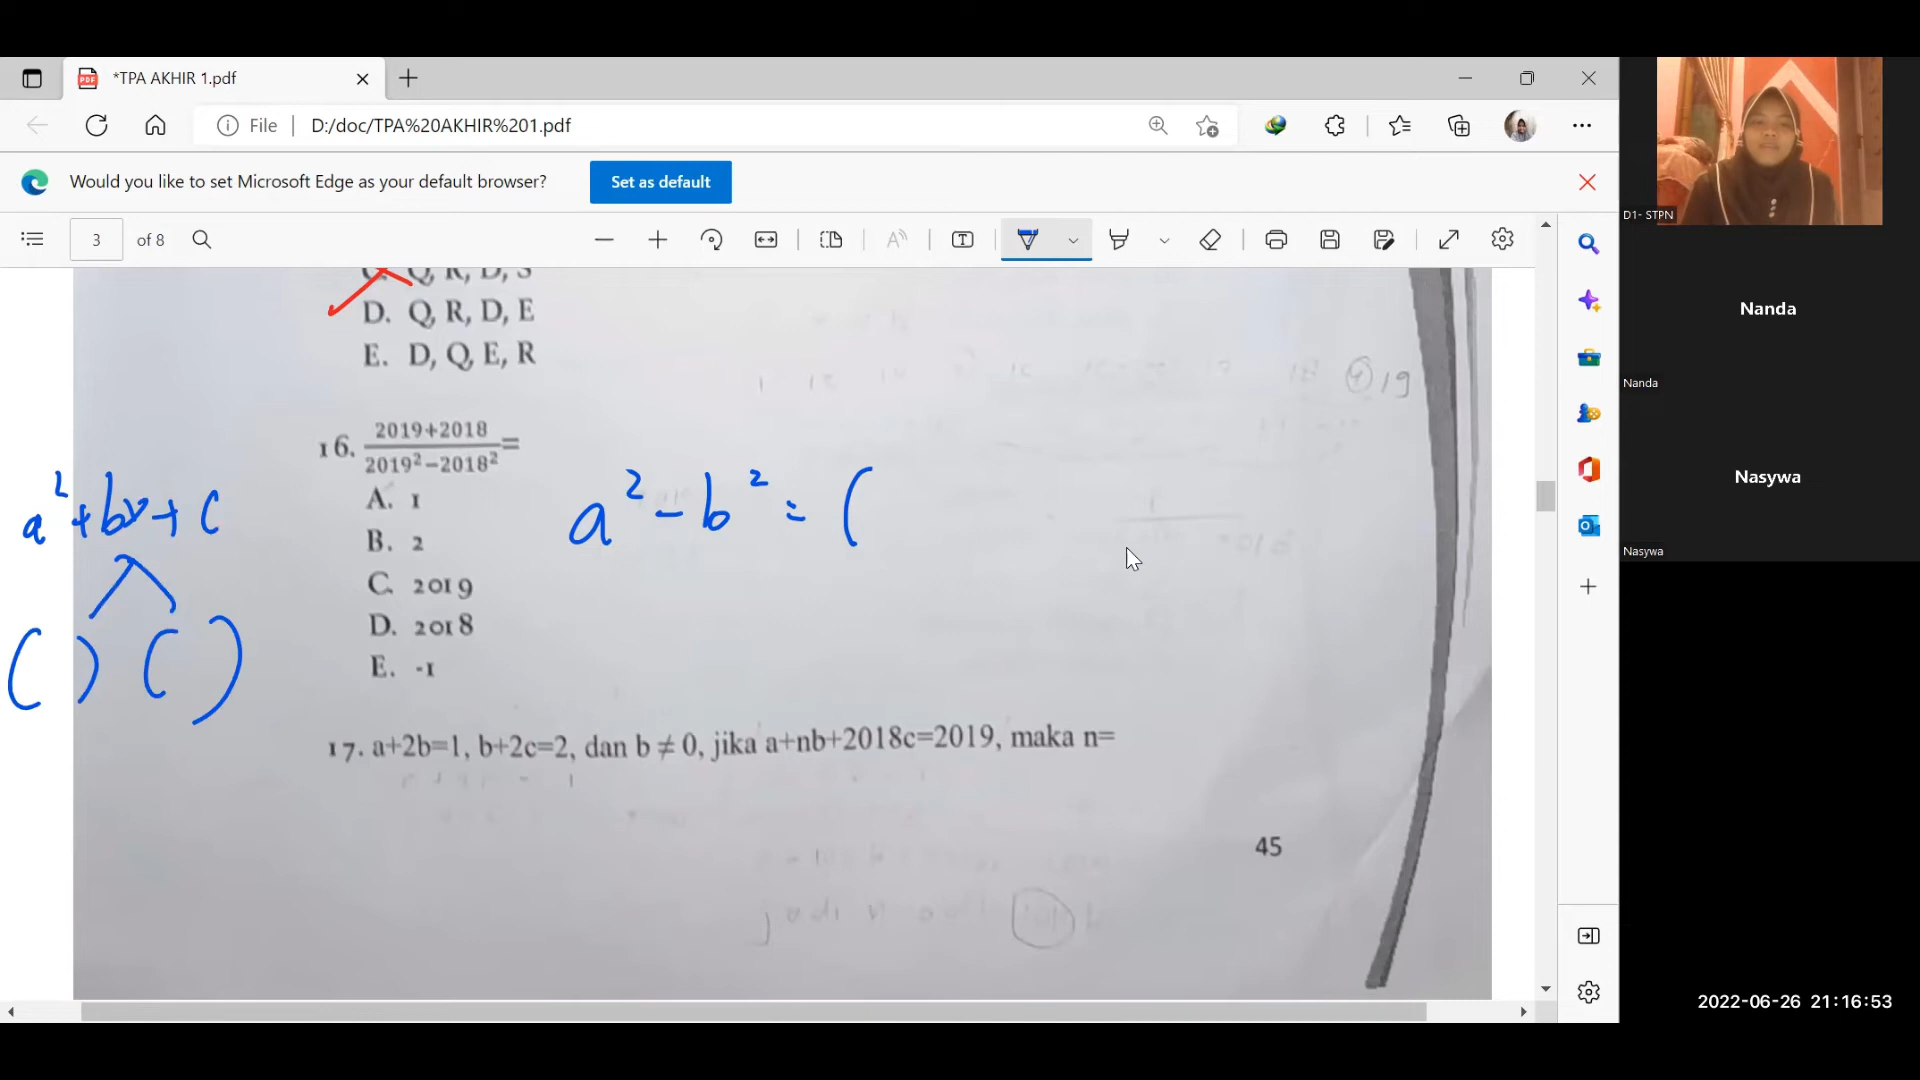 *TPA AKHIR 1.pdf
File
D:/doc/TPA%20AKHIR%201.pdf
Would you like to set Microsoft Edge as your default browser?
Set as default
3 of 8
C. Q, R, D, S
D. Q, R, D, E
E. D, Q, E, R
19
16. 2019+2018
2019²−2018² =
A. 1
B. 2
C. 2019
D. 2018
E. -1
a² + bx + c
( ) ( )
a² − b² = (
17. a+2b=1, b+2c=2, dan b ≠ 0, jika a+nb+2018c=2019, maka n=
45
D1- STPN
Nanda
Nanda
Nasywa
Nasywa
2022-06-26 21:16:53